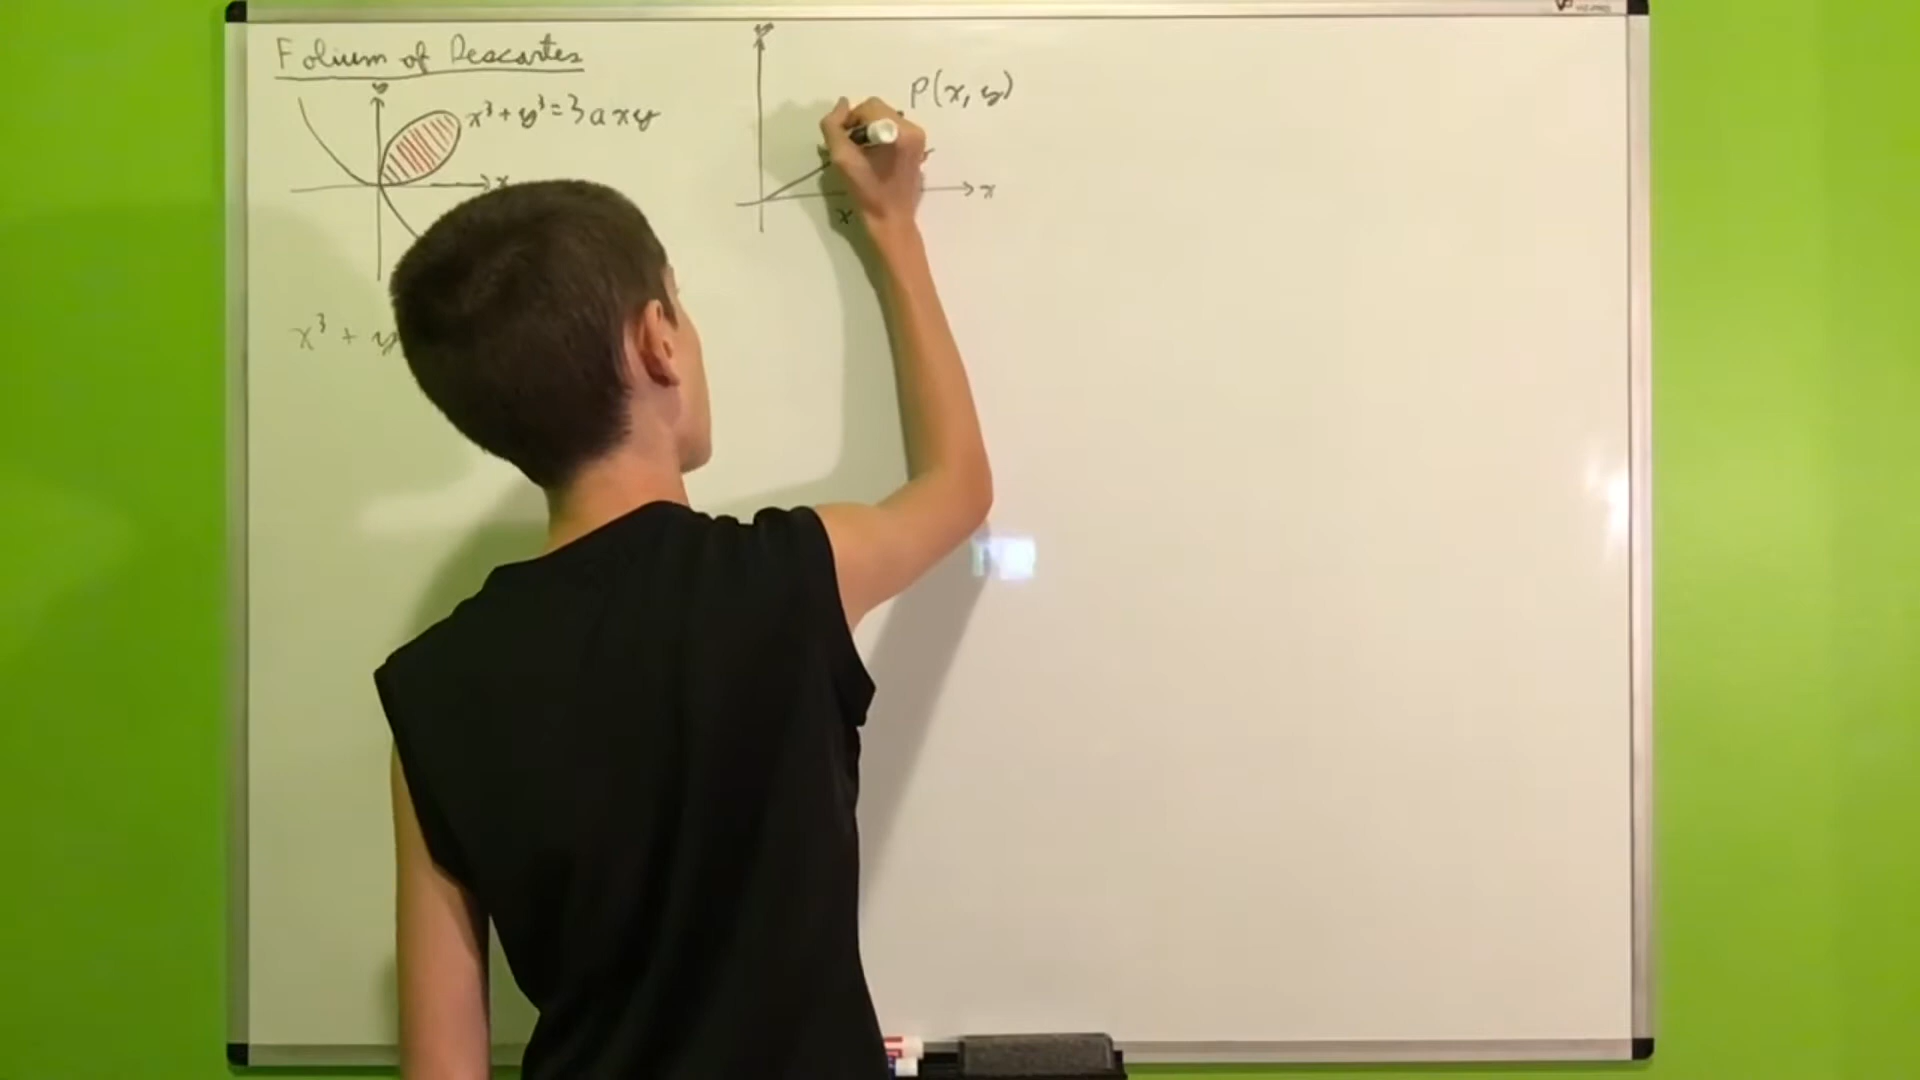 Folium of Descartes
y
x³ + y³ = 3axy
x
x³ + y
y
P(x, y)
x
x